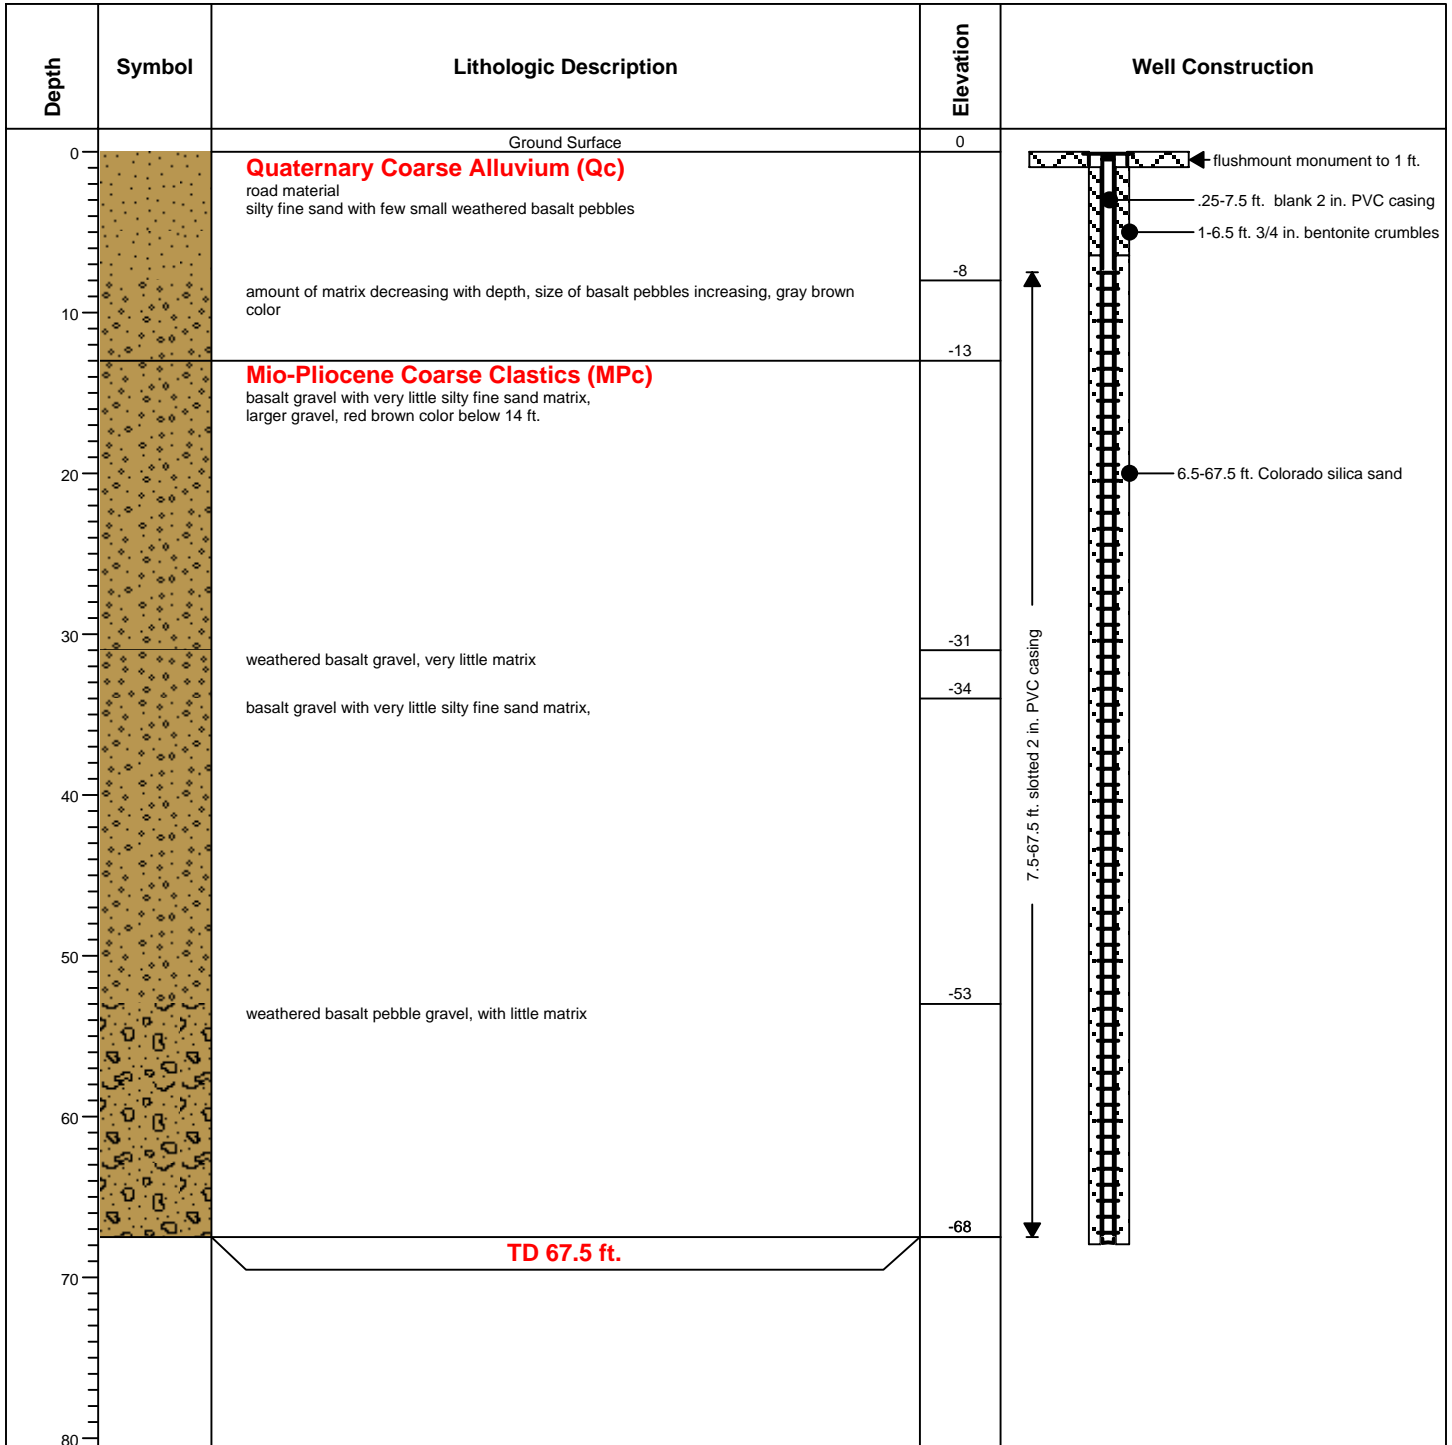 Depth
Symbol
Lithologic Description
Elevation
Well Construction
Ground Surface
0
0
Quaternary Coarse Alluvium (Qc)
road material
silty fine sand with few small weathered basalt pebbles
flushmount monument to 1 ft.
.25-7.5 ft. blank 2 in. PVC casing
1-6.5 ft. 3/4 in. bentonite crumbles
-8
amount of matrix decreasing with depth, size of basalt pebbles increasing, gray brown
color
10
-13
Mio-Pliocene Coarse Clastics (MPc)
basalt gravel with very little silty fine sand matrix,
larger gravel, red brown color below 14 ft.
20
6.5-67.5 ft. Colorado silica sand
30
-31
weathered basalt gravel, very little matrix
-34
basalt gravel with very little silty fine sand matrix,
7.5-67.5 ft. slotted 2 in. PVC casing
40
50
-53
weathered basalt pebble gravel, with little matrix
60
-68
TD 67.5 ft.
70
80